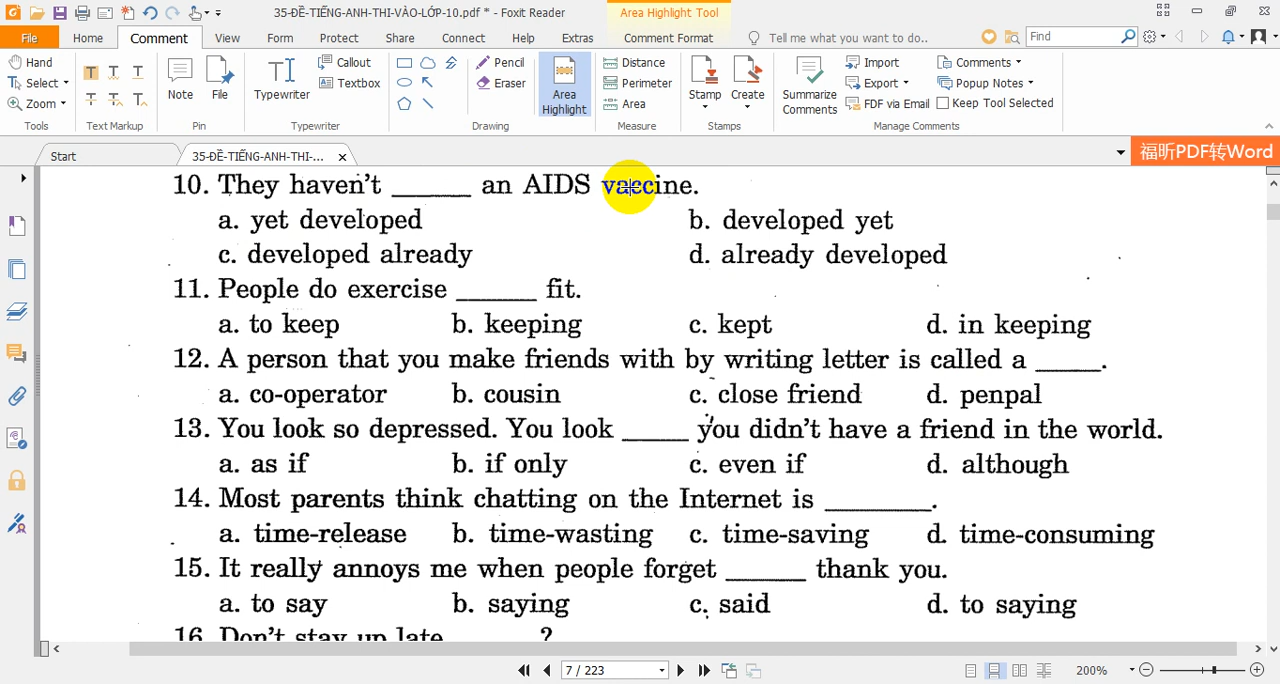 35-ĐỀ-TIẾNG-ANH-THI-VÀO-LỚP-10.pdf * - Foxit Reader
Area Highlight Tool
File Home Comment View Form Protect Share Connect Help Extras Comment Format Tell me what you want to do.. Find
Hand
Select
Zoom
Tools
Text Markup
Note
File
Pin
Typewriter
Callout
Textbox
Typewriter
Pencil
Eraser
Area Highlight
Drawing
Distance
Perimeter
Area
Measure
Stamp
Create
Stamps
Summarize Comments
Import
Export
FDF via Email
Comments
Popup Notes
Keep Tool Selected
Manage Comments
Start
35-ĐỀ-TIẾNG-ANH-THI-...
福昕PDF转Word
10. They haven't ______ an AIDS vaccine.
a. yet developed b. developed yet
c. developed already d. already developed
11. People do exercise ______ fit.
a. to keep b. keeping c. kept d. in keeping
12. A person that you make friends with by writing letter is called a _____.
a. co-operator b. cousin c. close friend d. penpal
13. You look so depressed. You look _____ you didn't have a friend in the world.
a. as if b. if only c. even if d. although
14. Most parents think chatting on the Internet is ________.
a. time-release b. time-wasting c. time-saving d. time-consuming
15. It really annoys me when people forget ______ thank you.
a. to say b. saying c. said d. to saying
16. Don't stay up late, ______?
7 / 223
200%